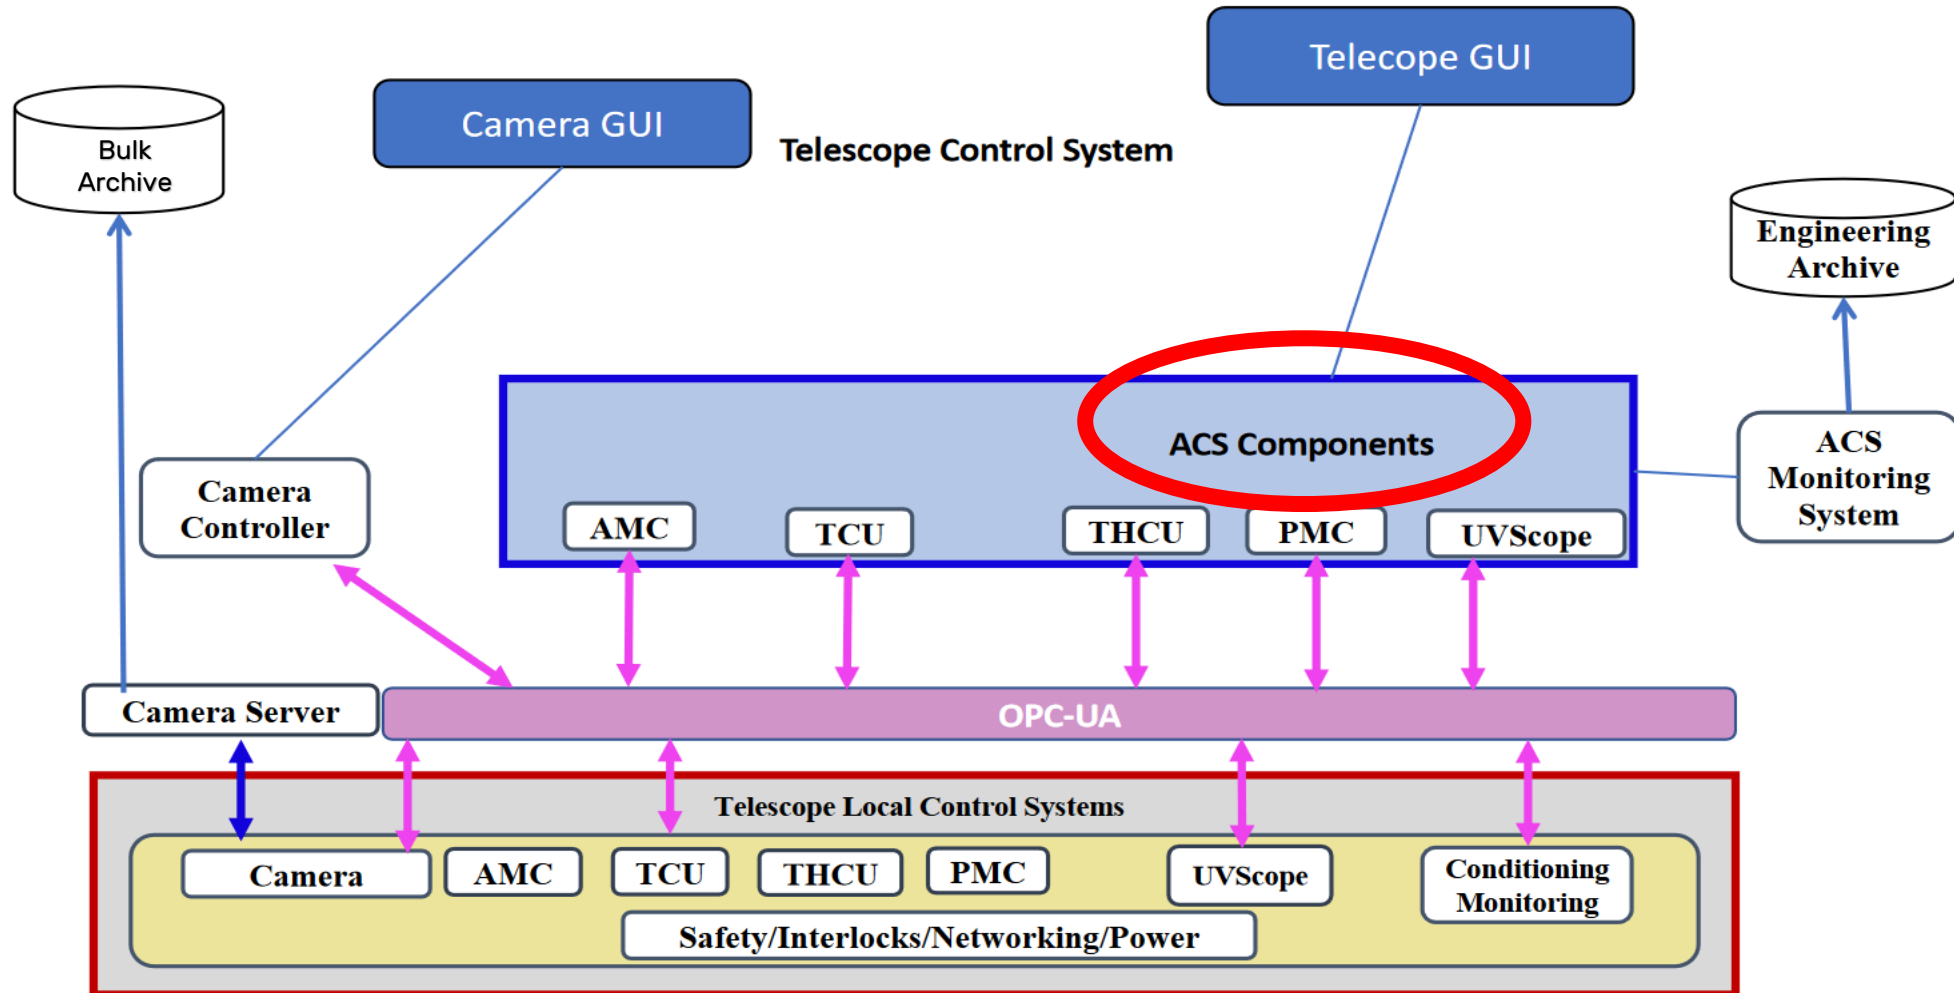 Telecope GUI
Camera GUI
Telescope Control System
Bulk
Archive
Engineering
Archive
ACS Components
ACS
Monitoring
System
Camera
Controller
AMC
TCU
THCU
PMC
UVScope
Camera Server
OPC-UA
Telescope Local Control Systems
Camera
AMC
TCU
THCU
PMC
UVScope
Conditioning
Monitoring
Safety/Interlocks/Networking/Power